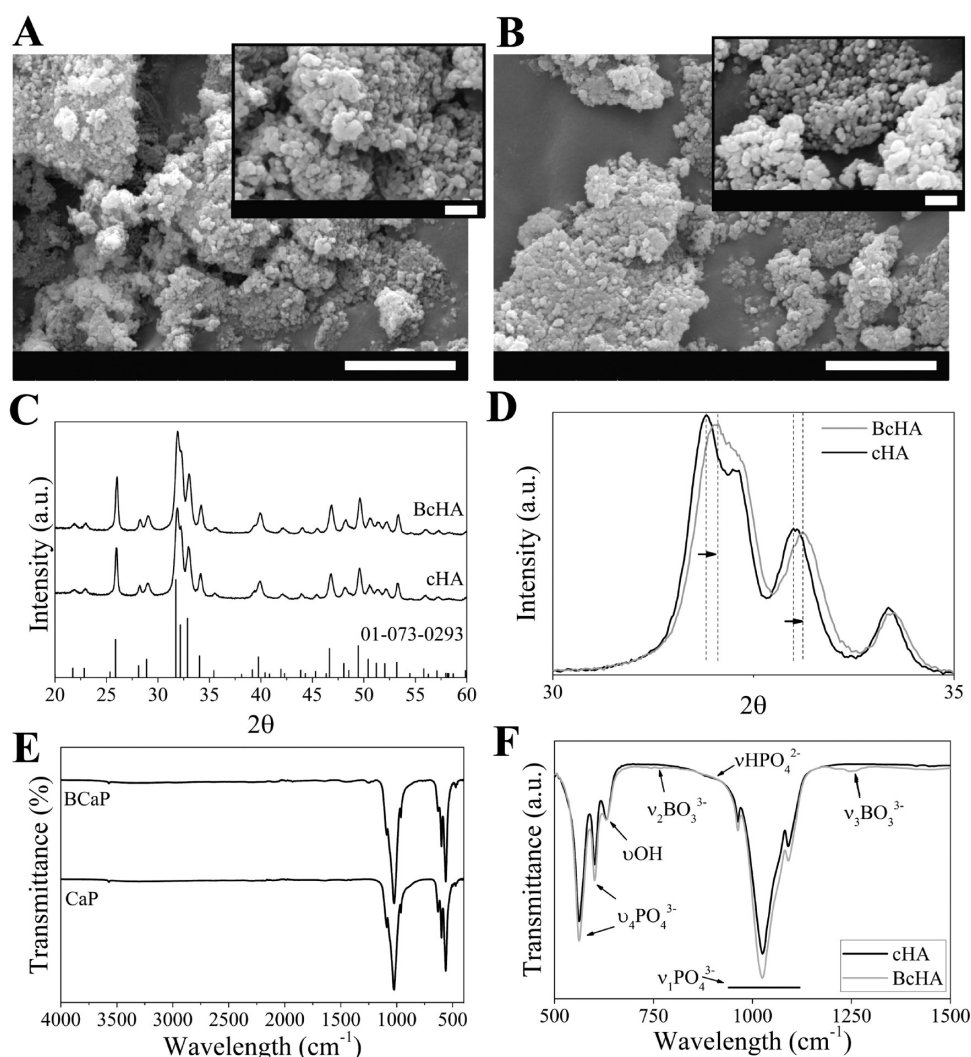 A
B
C
Intensity (a.u.)
BcHA
cHA
01-073-0293
20 25 30 35 40 45 50 55 60
2θ
D
Intensity (a.u.)
BcHA
cHA
30 35
2θ
E
Transmittance (%)
BCaP
CaP
4000 3500 3000 2500 2000 1500 1000 500
Wavelength (cm⁻¹)
F
Transmittance (a.u.)
νHPO₄²⁻
ν₂BO₃³⁻
ν₃BO₃³⁻
υOH
υ₄PO₄³⁻
ν₁PO₄³⁻
cHA
BcHA
500 750 1000 1250 1500
Wavelength (cm⁻¹)